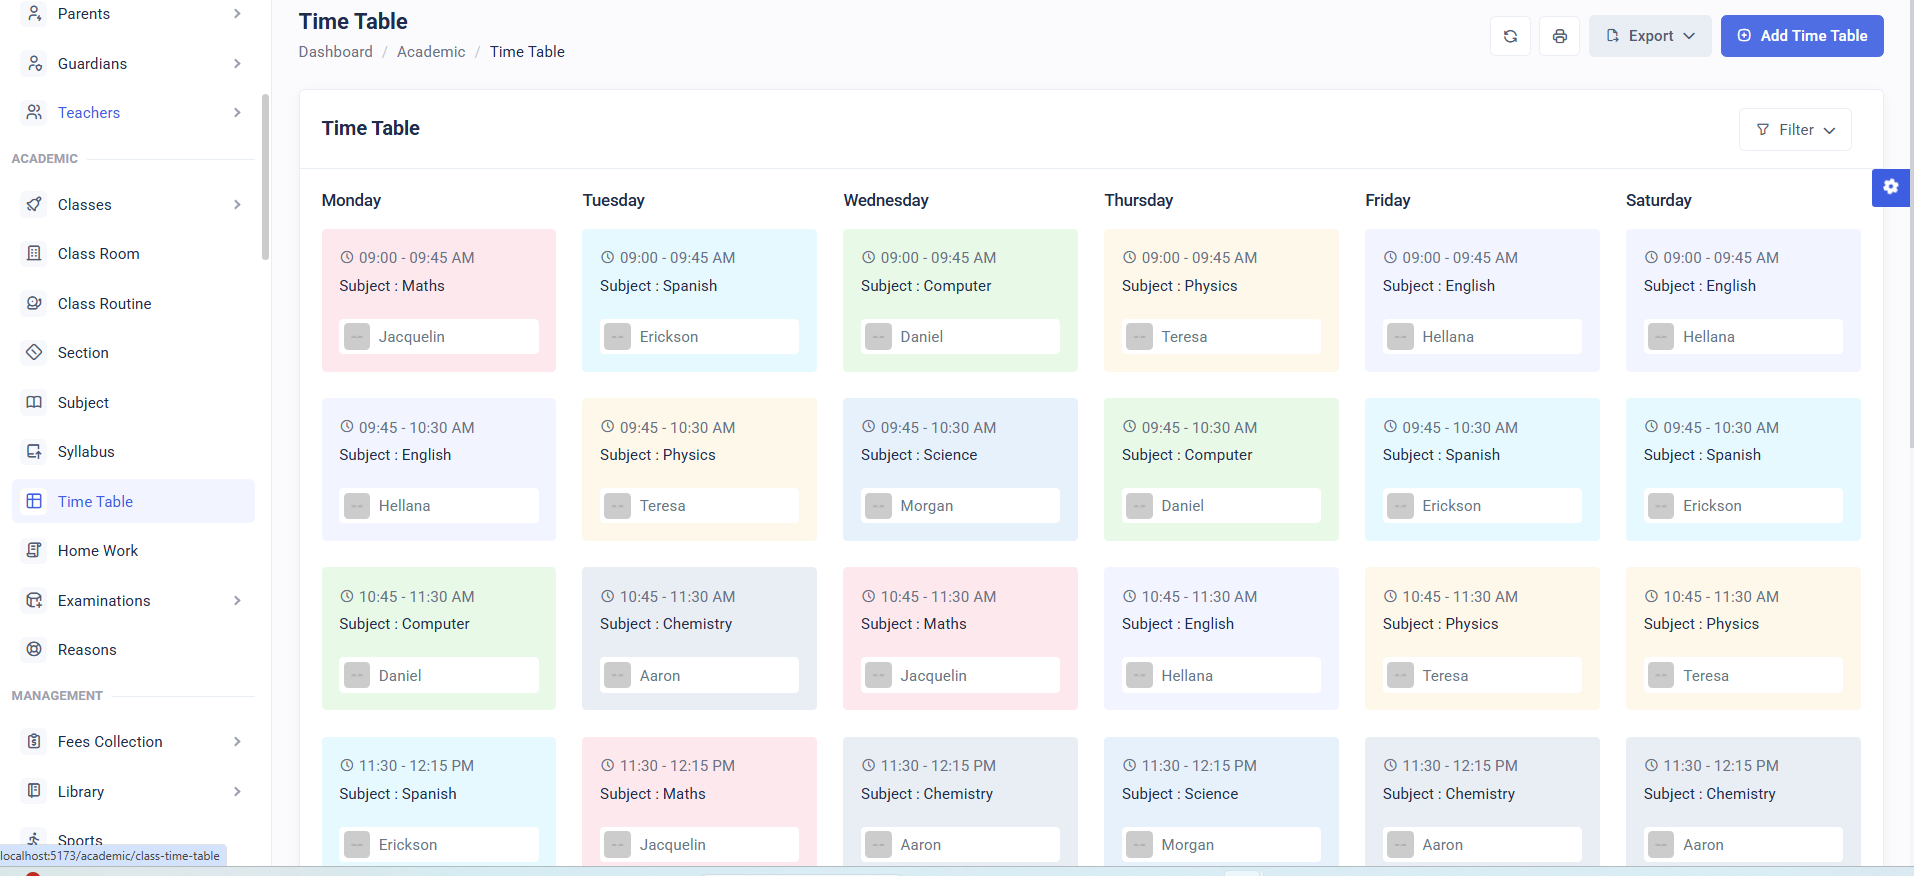 Parents
Guardians
Teachers
ACADEMIC
Classes
Class Room
Class Routine
Section
Subject
Syllabus
Time Table
Home Work
Examinations
Reasons
MANAGEMENT
Fees Collection
Library
Sports
localhost:5173/academic/class-time-table
Time Table
Dashboard / Academic / Time Table
Export
Add Time Table
Time Table
Filter
Monday Tuesday Wednesday Thursday Friday Saturday
09:00 - 09:45 AM 09:00 - 09:45 AM 09:00 - 09:45 AM 09:00 - 09:45 AM 09:00 - 09:45 AM 09:00 - 09:45 AM
Subject : Maths Subject : Spanish Subject : Computer Subject : Physics Subject : English Subject : English
Jacquelin Erickson Daniel Teresa Hellana Hellana
09:45 - 10:30 AM 09:45 - 10:30 AM 09:45 - 10:30 AM 09:45 - 10:30 AM 09:45 - 10:30 AM 09:45 - 10:30 AM
Subject : English Subject : Physics Subject : Science Subject : Computer Subject : Spanish Subject : Spanish
Hellana Teresa Morgan Daniel Erickson Erickson
10:45 - 11:30 AM 10:45 - 11:30 AM 10:45 - 11:30 AM 10:45 - 11:30 AM 10:45 - 11:30 AM 10:45 - 11:30 AM
Subject : Computer Subject : Chemistry Subject : Maths Subject : English Subject : Physics Subject : Physics
Daniel Aaron Jacquelin Hellana Teresa Teresa
11:30 - 12:15 PM 11:30 - 12:15 PM 11:30 - 12:15 PM 11:30 - 12:15 PM 11:30 - 12:15 PM 11:30 - 12:15 PM
Subject : Spanish Subject : Maths Subject : Chemistry Subject : Science Subject : Chemistry Subject : Chemistry
Erickson Jacquelin Aaron Morgan Aaron Aaron